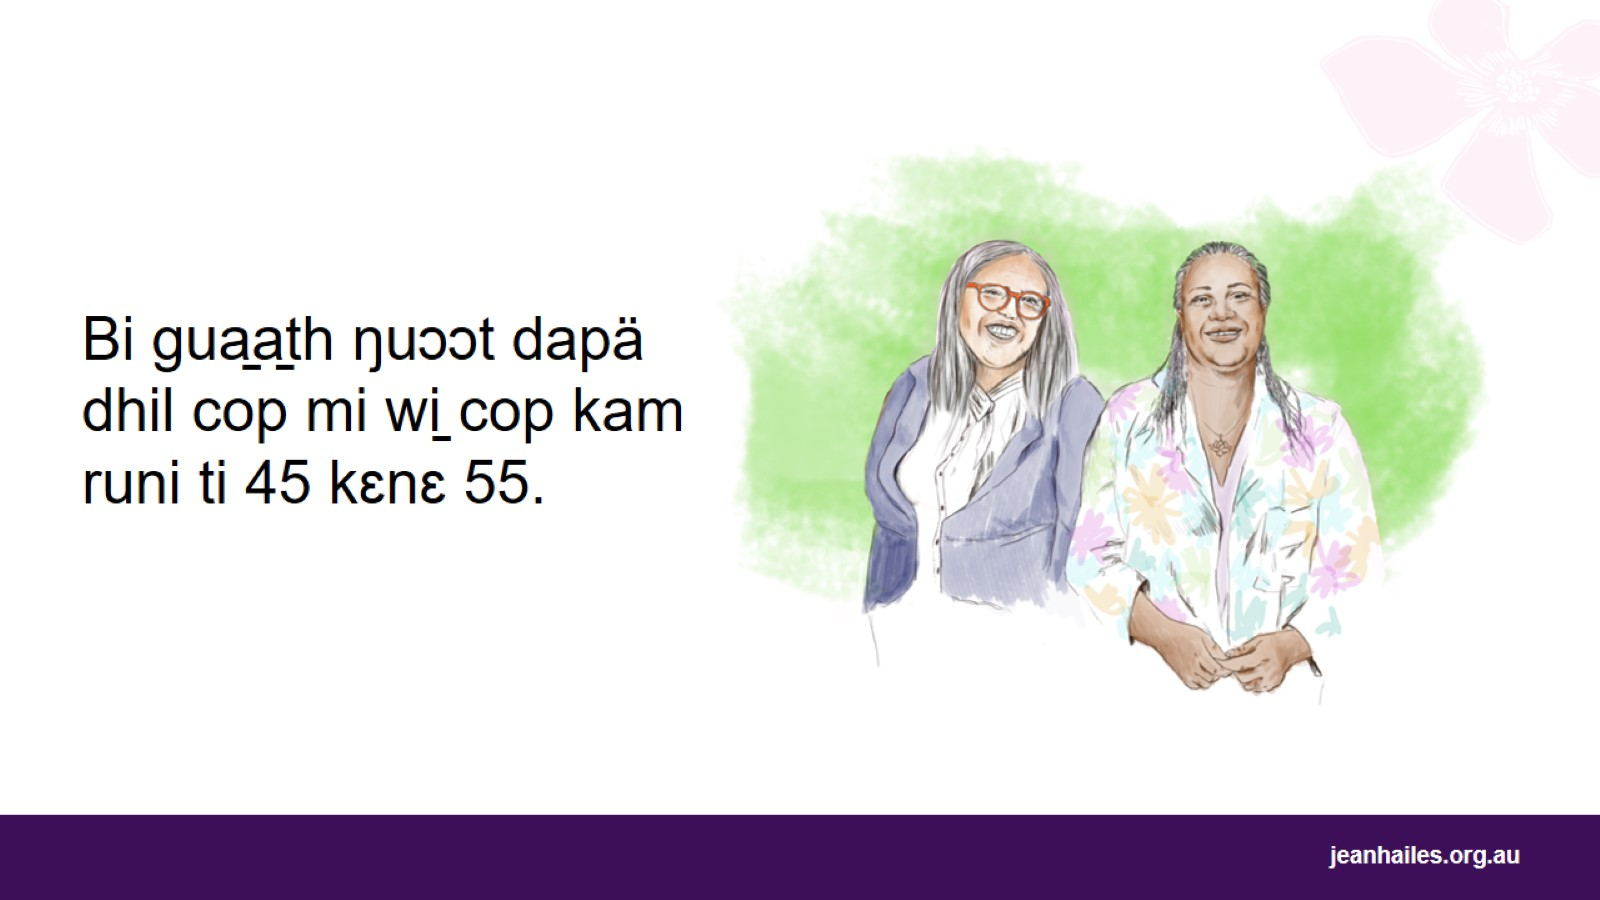 Bi gua̱a̱th ŋuɔɔt dapä
dhil cop mi wi̱ cop kam
runi ti 45 kɛnɛ 55.
jeanhailes.org.au